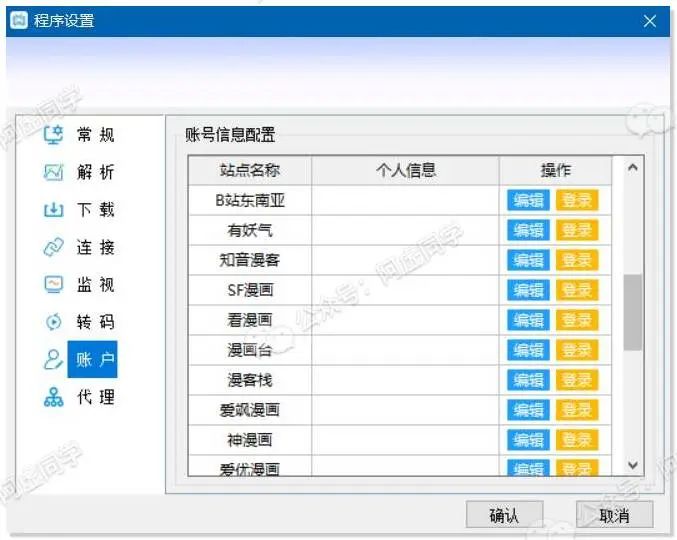 程序设置
常规
解析
下载
连接
监视
转码
账户
代理
账号信息配置
站点名称 个人信息 操作
B站东南亚 编辑 登录
有妖气 编辑 登录
知音漫客 编辑 登录
SF漫画 编辑 登录
看漫画 编辑 登录
漫画台 编辑 登录
漫客栈 编辑 登录
爱飒漫画 编辑 登录
神漫画 编辑 登录
爱优漫画 编辑 登录
确认 取消
公众号：阿虚同学